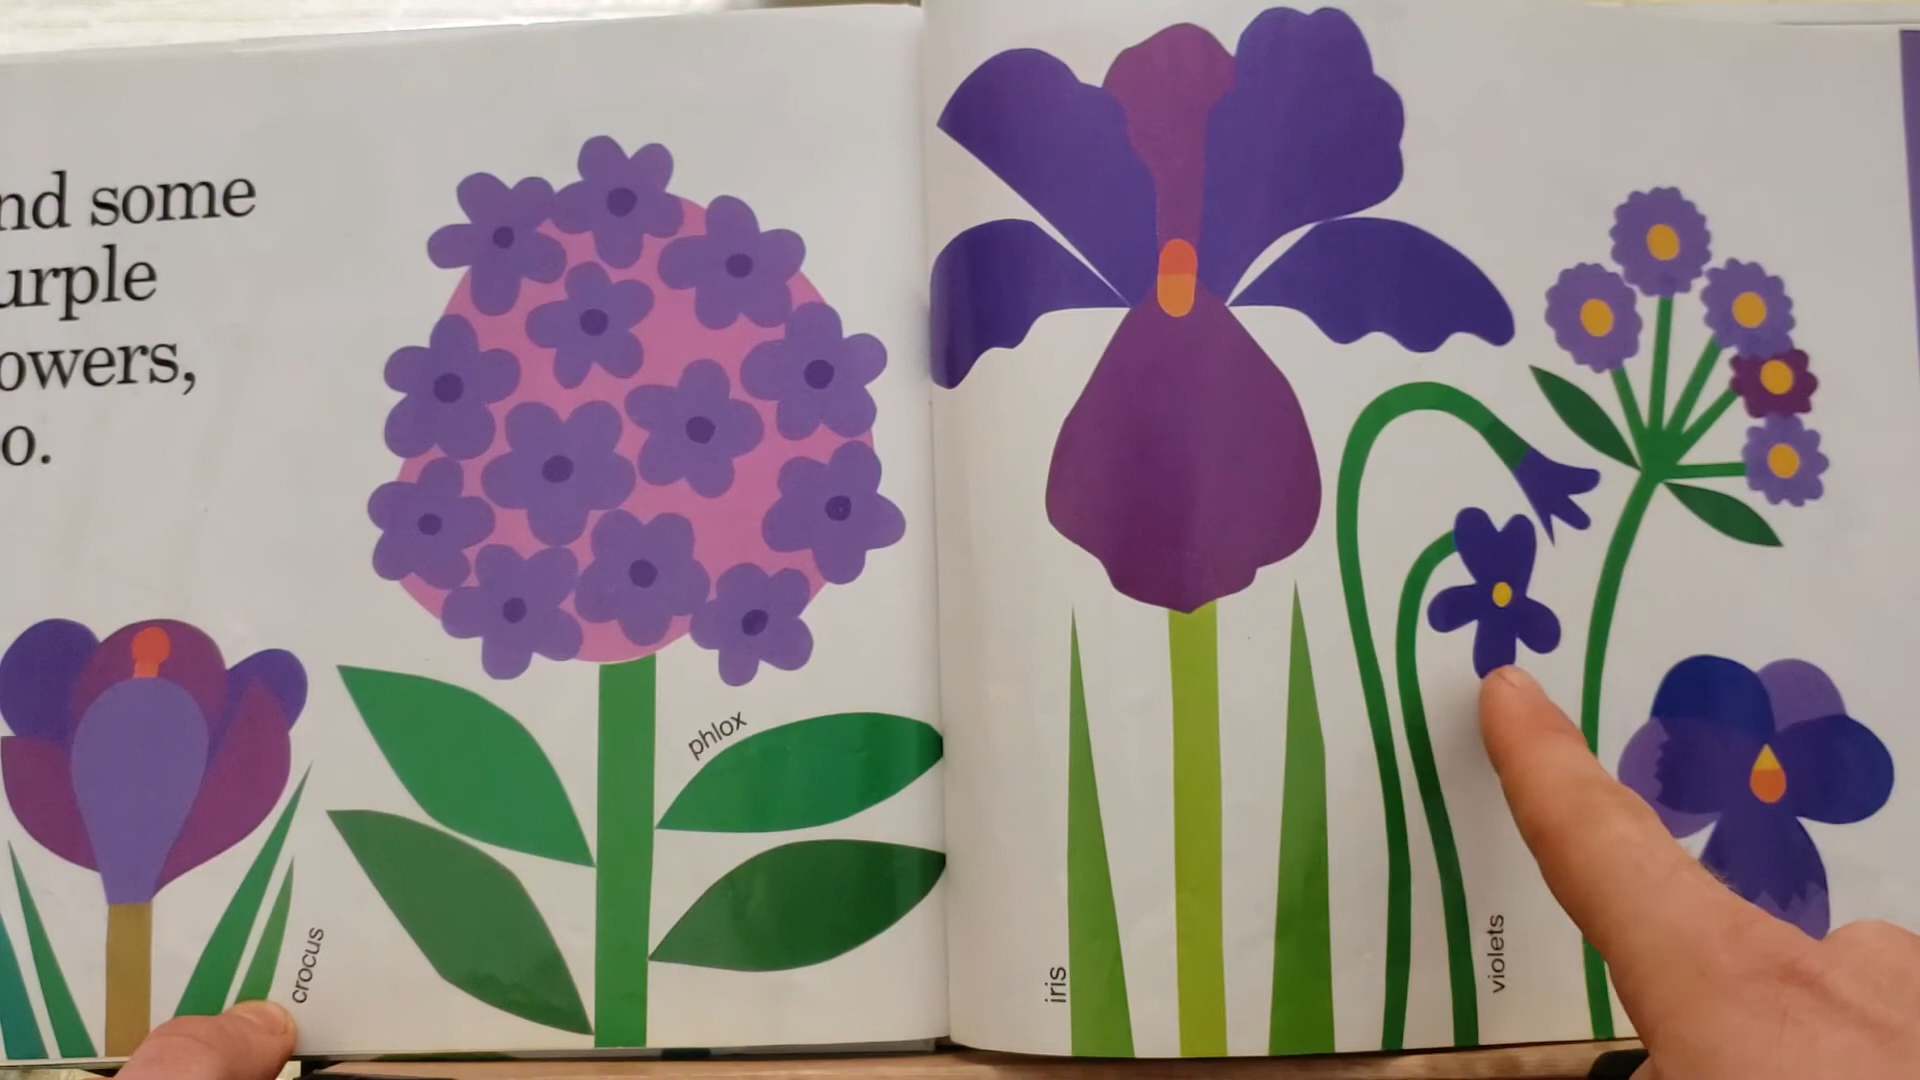 nd some
urple
owers,
o.
phlox
crocus
iris
violets